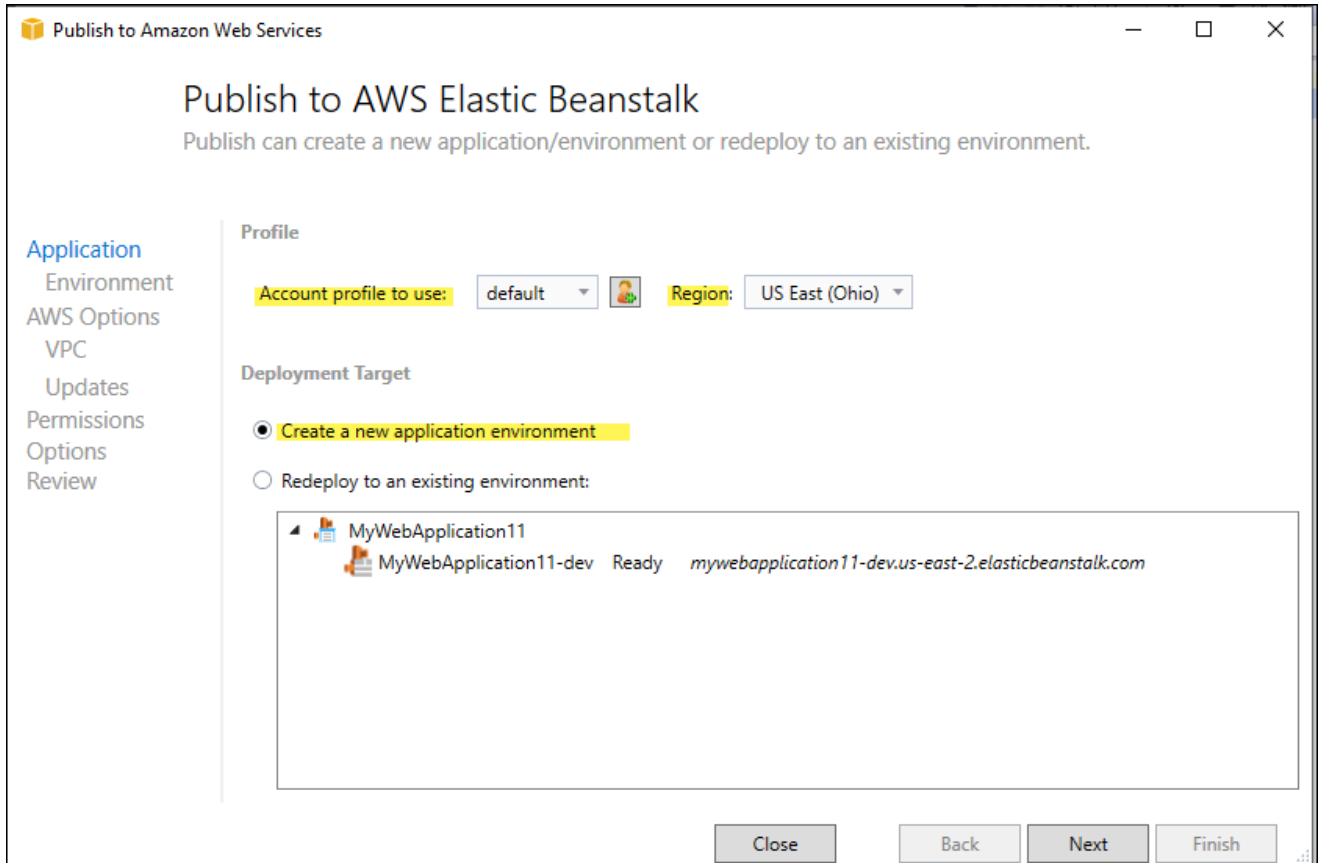 Publish to Amazon Web Services
Publish to AWS Elastic Beanstalk
Publish can create a new application/environment or redeploy to an existing environment.
Application
Environment
AWS Options
VPC
Updates
Permissions
Options
Review
Profile
Account profile to use: default Region: US East (Ohio)
Deployment Target
Create a new application environment
Redeploy to an existing environment:
MyWebApplication11
MyWebApplication11-dev Ready mywebapplication11-dev.us-east-2.elasticbeanstalk.com
Close Back Next Finish